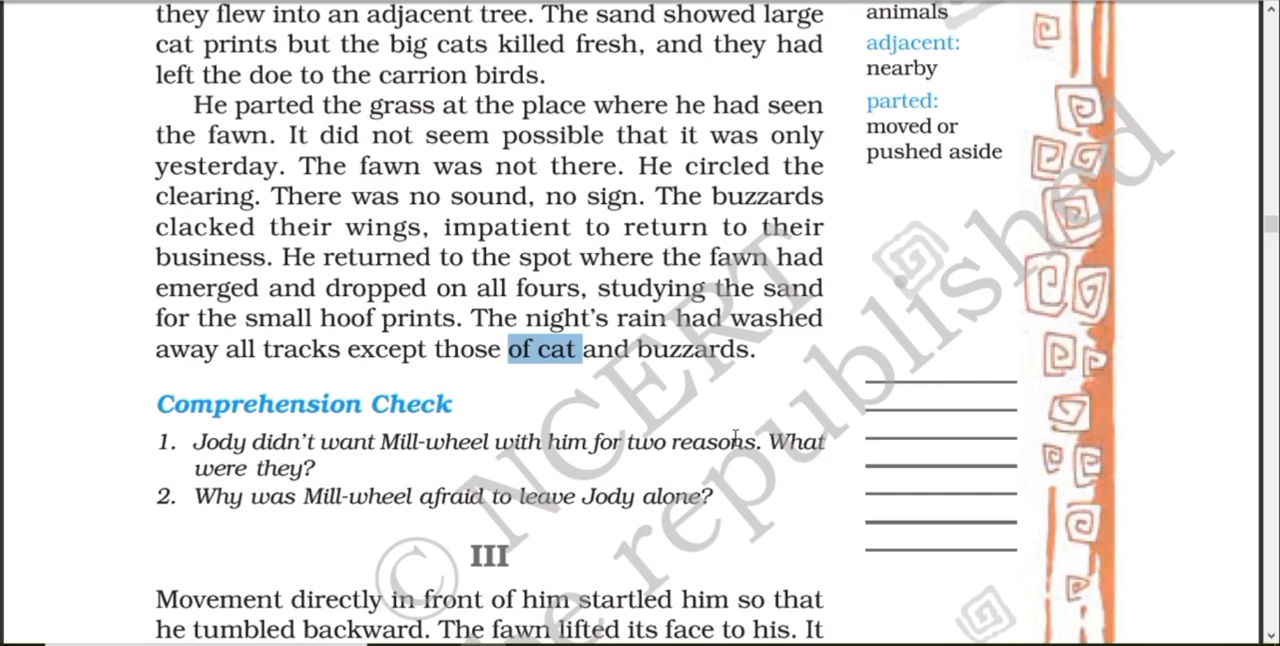 they flew into an adjacent tree. The sand showed large
cat prints but the big cats killed fresh, and they had
left the doe to the carrion birds.
He parted the grass at the place where he had seen
the fawn. It did not seem possible that it was only
yesterday. The fawn was not there. He circled the
clearing. There was no sound, no sign. The buzzards
clacked their wings, impatient to return to their
business. He returned to the spot where the fawn had
emerged and dropped on all fours, studying the sand
for the small hoof prints. The night's rain had washed
away all tracks except those of cat and buzzards.
Comprehension Check
1. Jody didn't want Mill-wheel with him for two reasons. What
were they?
2. Why was Mill-wheel afraid to leave Jody alone?
III
Movement directly in front of him startled him so that
he tumbled backward. The fawn lifted its face to his. It
animals
adjacent:
nearby
parted:
moved or
pushed aside
© NCERT
be republished